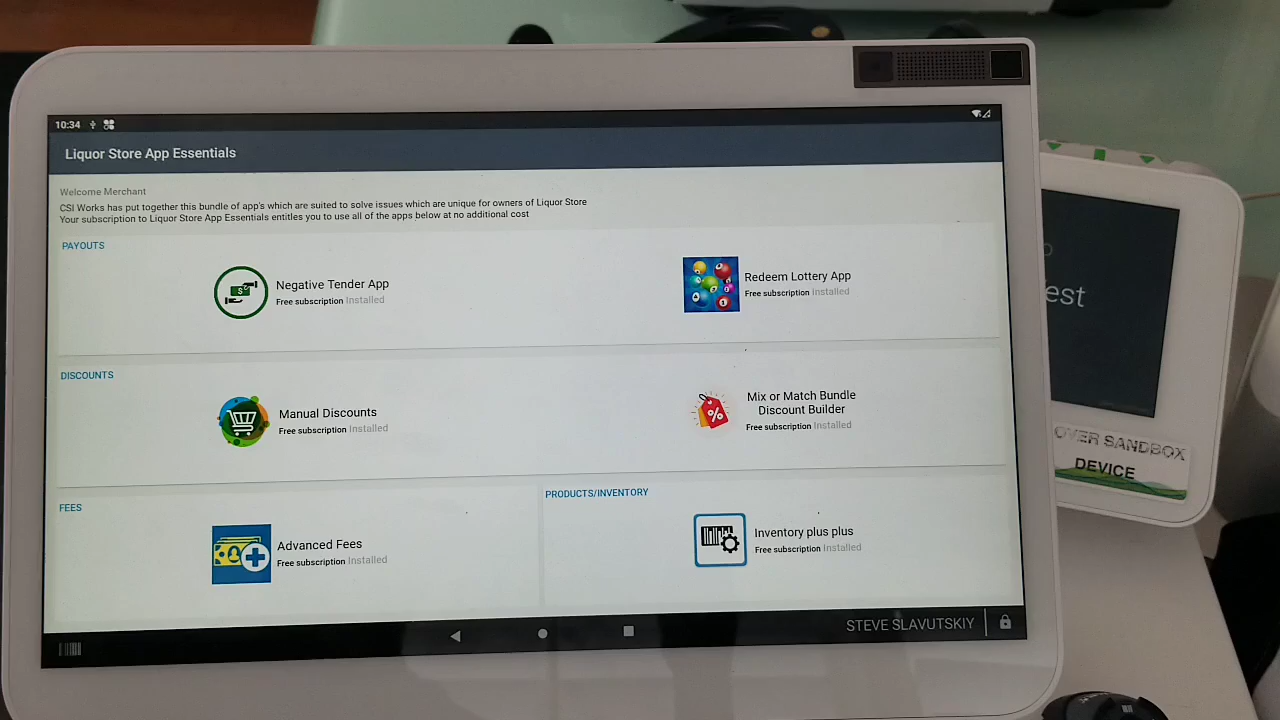 10:34
Liquor Store App Essentials
Welcome Merchant
CSI Works has put together this bundle of app's which are suited to solve issues which are unique for owners of Liquor Store
Your subscription to Liquor Store App Essentials entitles you to use all of the apps below at no additional cost
PAYOUTS
Negative Tender App
Free subscription Installed
Redeem Lottery App
Free subscription Installed
DISCOUNTS
Manual Discounts
Free subscription Installed
Mix or Match Bundle
Discount Builder
Free subscription Installed
FEES
Advanced Fees
Free subscription Installed
PRODUCTS/INVENTORY
Inventory plus plus
Free subscription Installed
STEVE SLAVUTSKIY
est
OVER SANDBOX
DEVICE